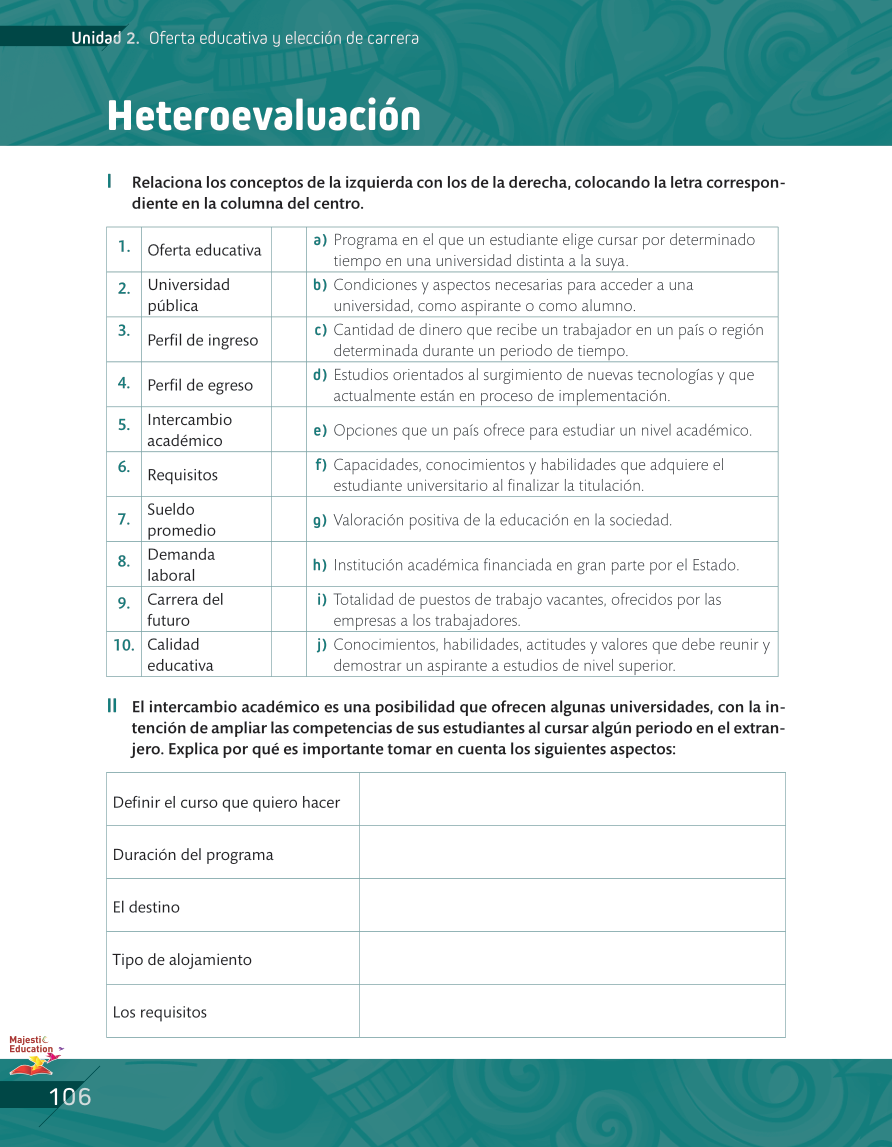 Unidad 2. Oferta educativa y elección de carrera
Heteroevaluación
I Relaciona los conceptos de la izquierda con los de la derecha, colocando la letra correspon-
diente en la columna del centro.
1. Oferta educativa
a) Programa en el que un estudiante elige cursar por determinado
tiempo en una universidad distinta a la suya.
2. Universidad
pública
b) Condiciones y aspectos necesarias para acceder a una
universidad, como aspirante o como alumno.
3. Perfil de ingreso
c) Cantidad de dinero que recibe un trabajador en un país o región
determinada durante un periodo de tiempo.
4. Perfil de egreso
d) Estudios orientados al surgimiento de nuevas tecnologías y que
actualmente están en proceso de implementación.
5. Intercambio
académico
e) Opciones que un país ofrece para estudiar un nivel académico.
6. Requisitos
f) Capacidades, conocimientos y habilidades que adquiere el
estudiante universitario al finalizar la titulación.
7. Sueldo
promedio
g) Valoración positiva de la educación en la sociedad.
8. Demanda
laboral
h) Institución académica financiada en gran parte por el Estado.
9. Carrera del
futuro
i) Totalidad de puestos de trabajo vacantes, ofrecidos por las
empresas a los trabajadores.
10. Calidad
educativa
j) Conocimientos, habilidades, actitudes y valores que debe reunir y
demostrar un aspirante a estudios de nivel superior.
II El intercambio académico es una posibilidad que ofrecen algunas universidades, con la in-
tención de ampliar las competencias de sus estudiantes al cursar algún periodo en el extran-
jero. Explica por qué es importante tomar en cuenta los siguientes aspectos:
Definir el curso que quiero hacer
Duración del programa
El destino
Tipo de alojamiento
Los requisitos
Majestic
Education
106